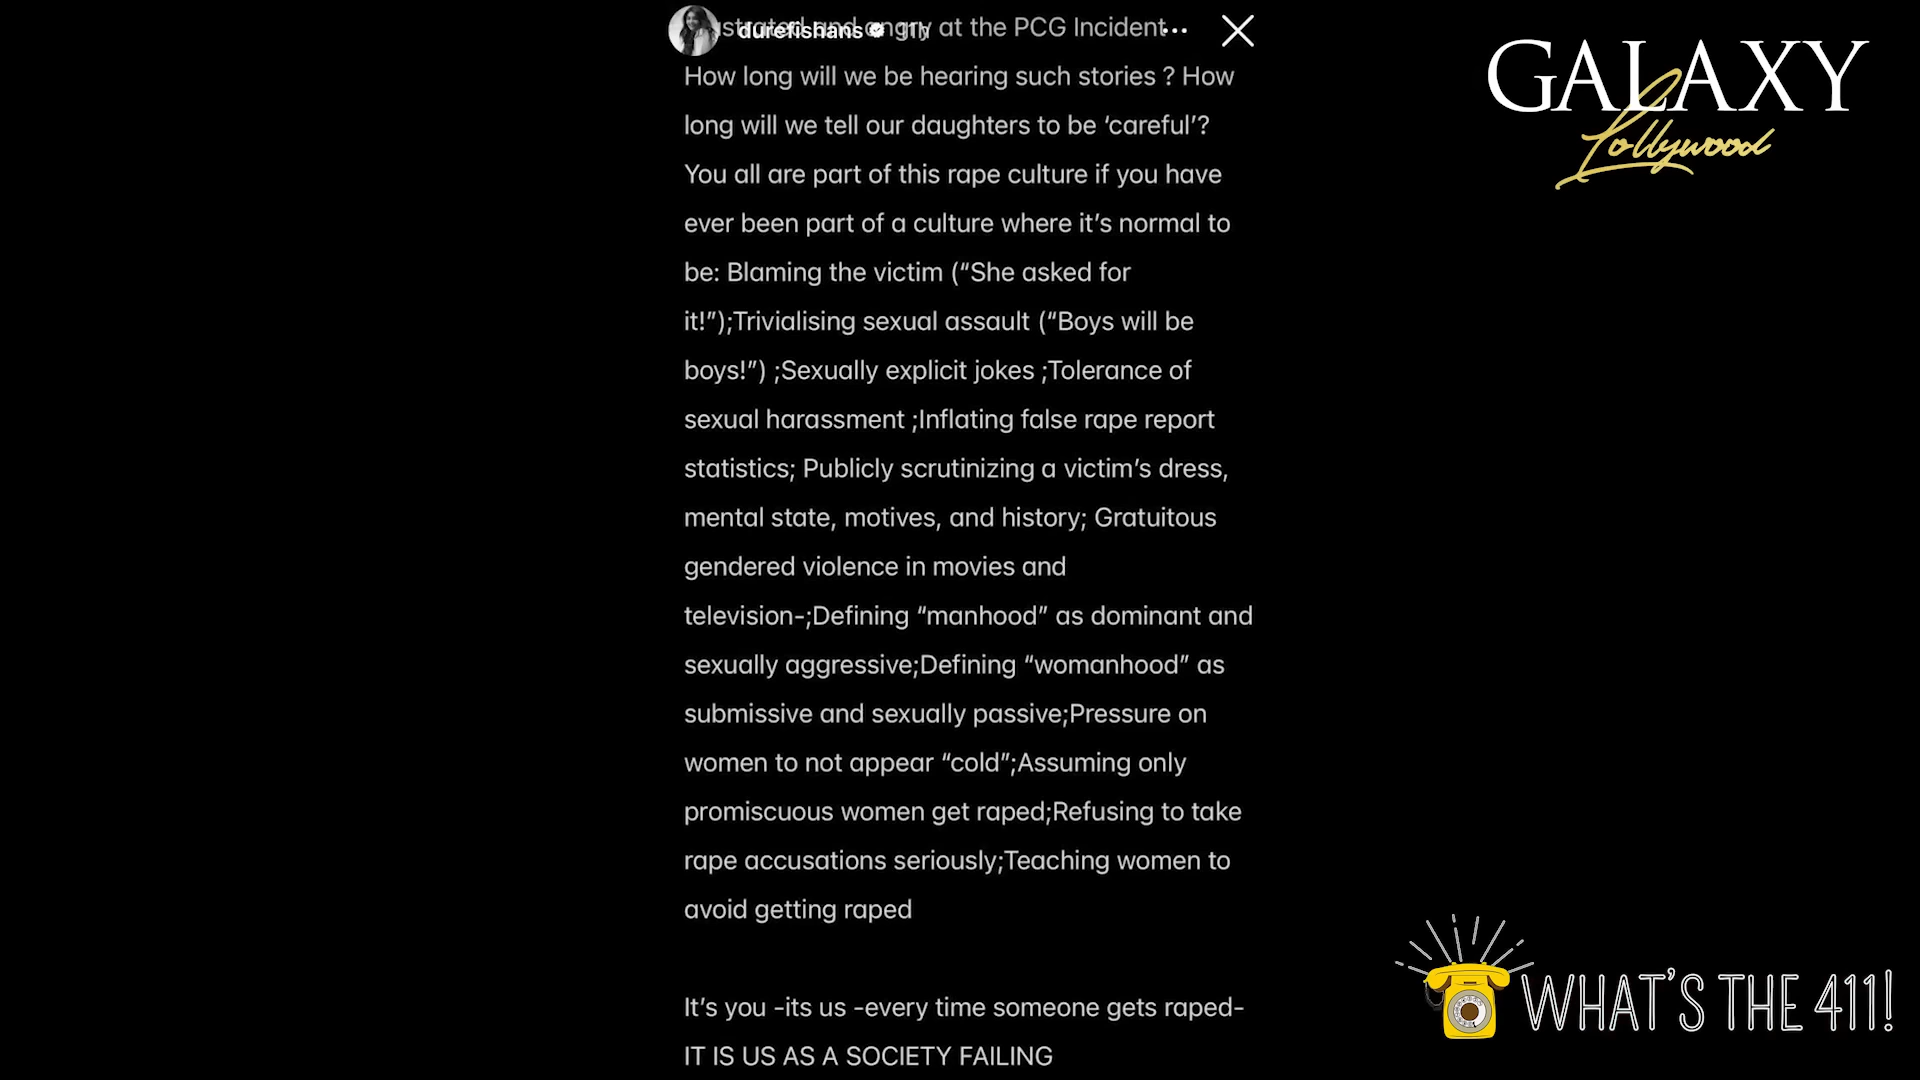 durefishans 11h
and angry at the PCG Incident
How long will we be hearing such stories ? How
long will we tell our daughters to be ‘careful’?
You all are part of this rape culture if you have
ever been part of a culture where it’s normal to
be: Blaming the victim (“She asked for
it!”);Trivialising sexual assault (“Boys will be
boys!”) ;Sexually explicit jokes ;Tolerance of
sexual harassment ;Inflating false rape report
statistics; Publicly scrutinizing a victim’s dress,
mental state, motives, and history; Gratuitous
gendered violence in movies and
television-;Defining “manhood” as dominant and
sexually aggressive;Defining “womanhood” as
submissive and sexually passive;Pressure on
women to not appear “cold”;Assuming only
promiscuous women get raped;Refusing to take
rape accusations seriously;Teaching women to
avoid getting raped
It’s you -its us -every time someone gets raped-
IT IS US AS A SOCIETY FAILING
GALAXY
Lollywood
WHAT'S THE 411!